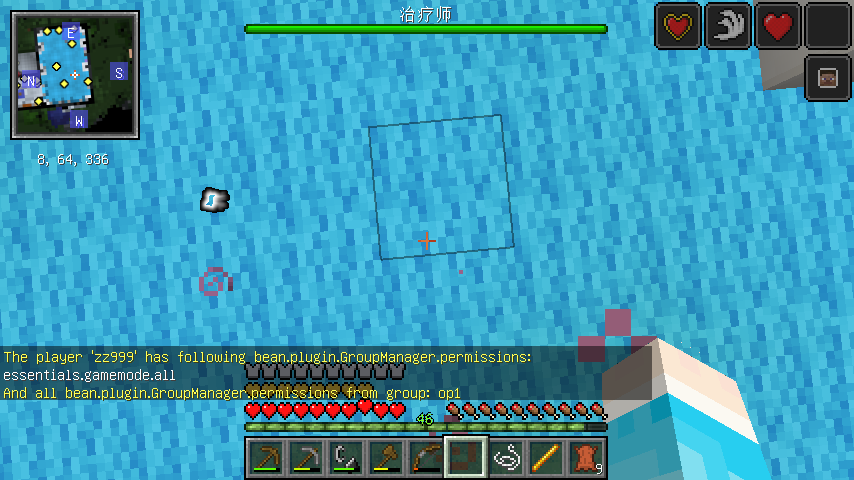 治疗师
E
N
S
W
8, 64, 336
The player 'zz999' has following bean.plugin.GroupManager.permissions:
essentials.gamemode.all
And all bean.plugin.GroupManager.permissions from group: op1
46
9